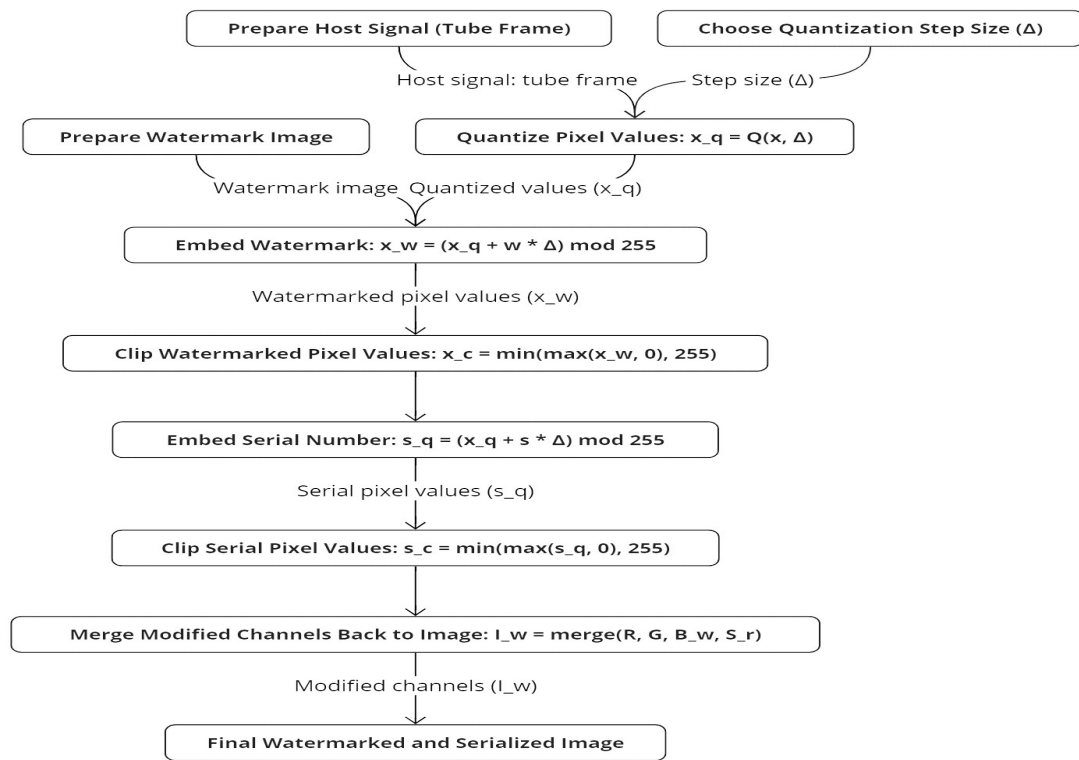 Prepare Host Signal (Tube Frame)
Choose Quantization Step Size (Δ)
Host signal: tube frame
Step size (Δ)
Prepare Watermark Image
Quantize Pixel Values: x_q = Q(x, Δ)
Watermark image
Quantized values (x_q)
Embed Watermark: x_w = (x_q + w * Δ) mod 255
Watermarked pixel values (x_w)
Clip Watermarked Pixel Values: x_c = min(max(x_w, 0), 255)
Embed Serial Number: s_q = (x_q + s * Δ) mod 255
Serial pixel values (s_q)
Clip Serial Pixel Values: s_c = min(max(s_q, 0), 255)
Merge Modified Channels Back to Image: I_w = merge(R, G, B_w, S_r)
Modified channels (I_w)
Final Watermarked and Serialized Image